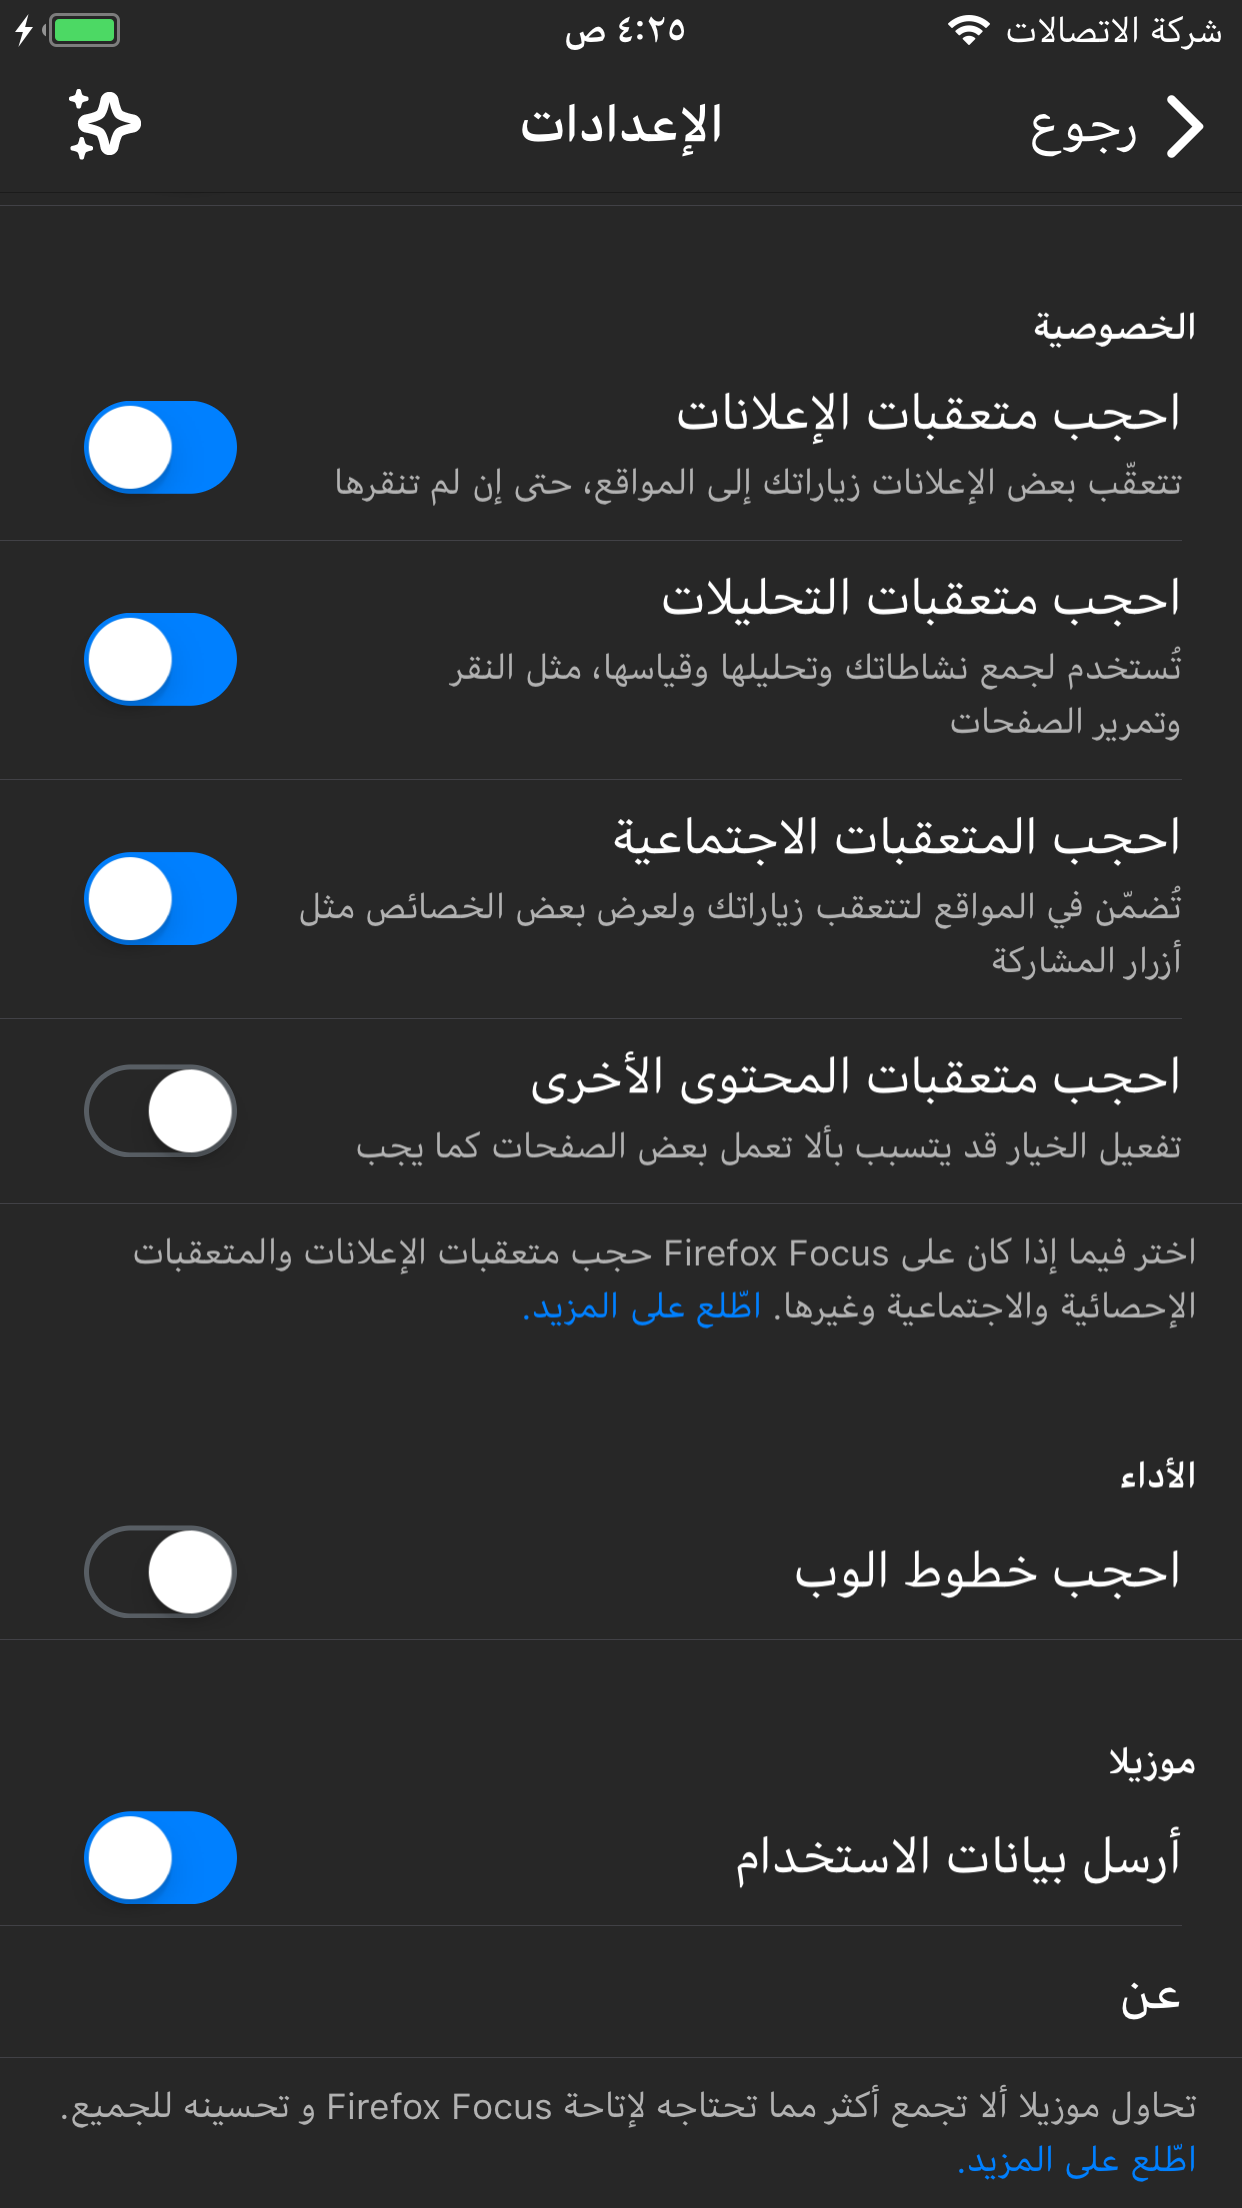 شركة الاتصالات ٤:٢٥ ص
رجوع
الإعدادات
الخصوصية
احجب متعقبات الإعلانات
تتعقّب بعض الإعلانات زياراتك إلى المواقع، حتى إن لم تنقرها
احجب متعقبات التحليلات
تُستخدم لجمع نشاطاتك وتحليلها وقياسها، مثل النقر
وتمرير الصفحات
احجب المتعقبات الاجتماعية
تُضمّن في المواقع لتتعقب زياراتك ولعرض بعض الخصائص مثل
أزرار المشاركة
احجب متعقبات المحتوى الأخرى
تفعيل الخيار قد يتسبب بألا تعمل بعض الصفحات كما يجب
اختر فيما إذا كان على Firefox Focus حجب متعقبات الإعلانات والمتعقبات
الإحصائية والاجتماعية وغيرها. اطّلع على المزيد.
الأداء
احجب خطوط الوب
موزيلا
أرسل بيانات الاستخدام
عن
تحاول موزيلا ألا تجمع أكثر مما تحتاجه لإتاحة Firefox Focus و تحسينه للجميع.
اطّلع على المزيد.